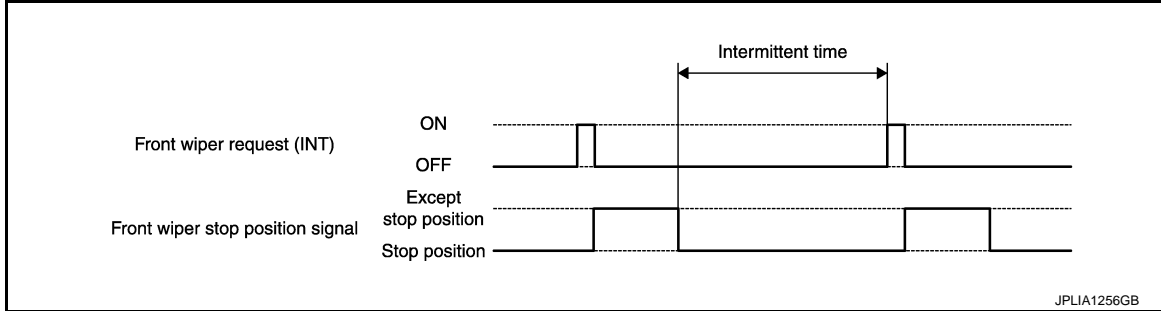 Intermittent time
ON
Front wiper request (INT)
OFF
Except
stop position
Front wiper stop position signal
Stop position
JPLIA1256GB